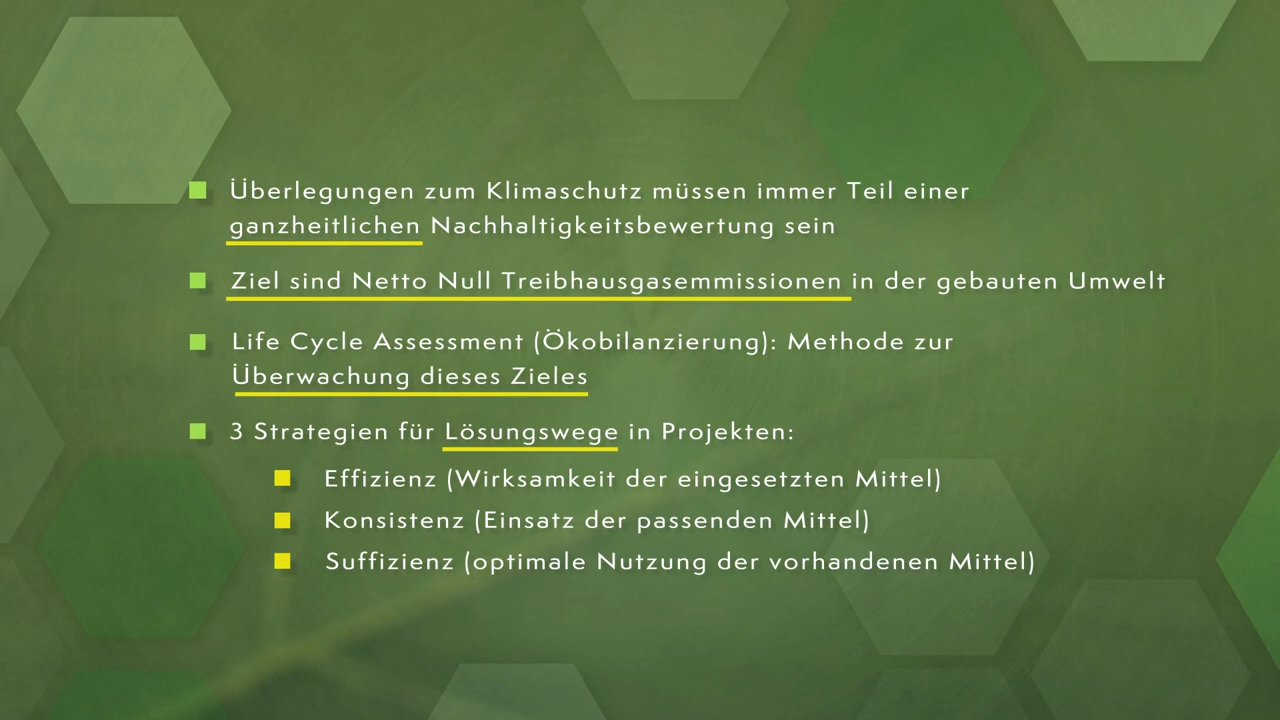 Überlegungen zum Klimaschutz müssen immer Teil einer
ganzheitlichen Nachhaltigkeitsbewertung sein
Ziel sind Netto Null Treibhausgasemmissionen in der gebauten Umwelt
Life Cycle Assessment (Ökobilanzierung): Methode zur
Überwachung dieses Zieles
3 Strategien für Lösungswege in Projekten:
Effizienz (Wirksamkeit der eingesetzten Mittel)
Konsistenz (Einsatz der passenden Mittel)
Suffizienz (optimale Nutzung der vorhandenen Mittel)